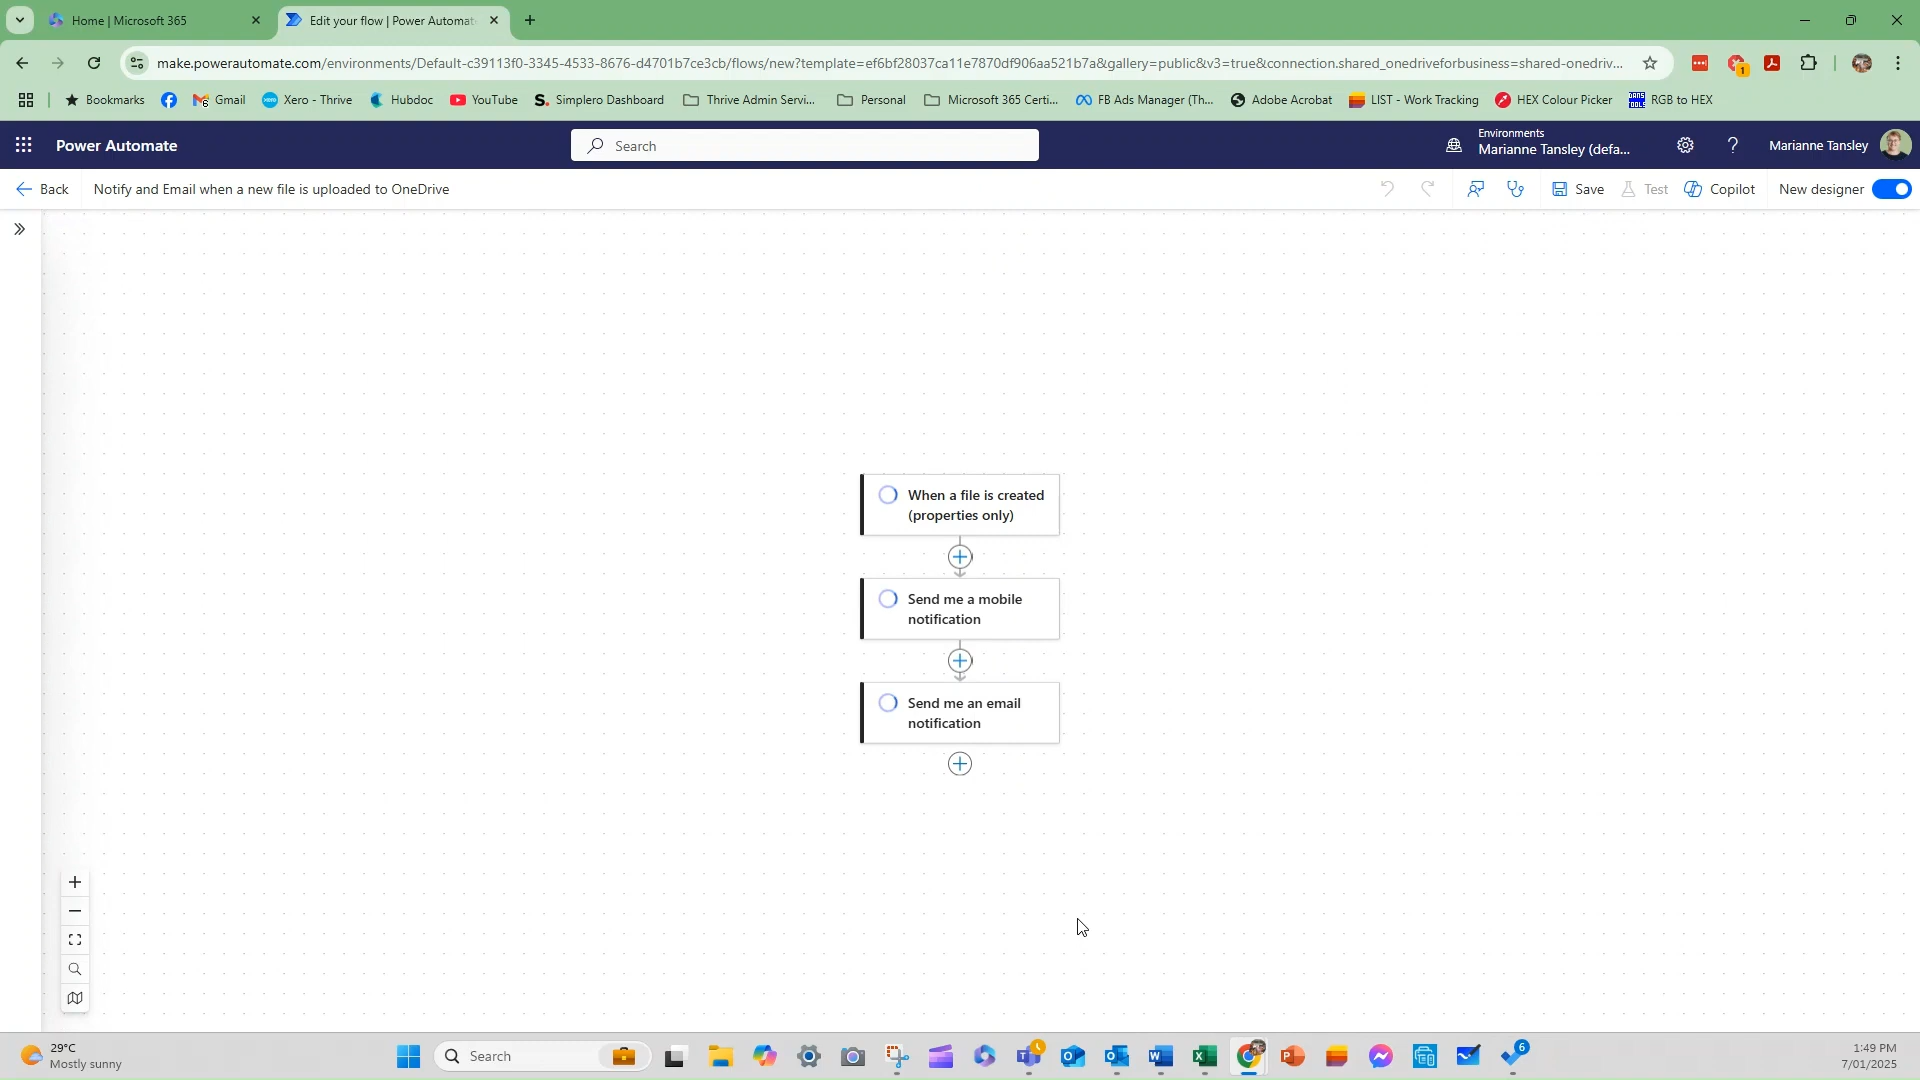 Home | Microsoft 365
Edit your flow | Power Automat
make.powerautomate.com/environments/Default-c39113f0-3345-4533-8676-d4701b7ce3cb/flows/new?template=ef6bf28037ca11e7870df906aa521b7a&gallery=public&v3=true&connection.shared_onedriveforbusiness=shared-onedriv...
1
Bookmarks
Gmail
Xero - Thrive
Hubdoc
YouTube
Simplero Dashboard
Thrive Admin Servi...
Personal
Microsoft 365 Certi...
FB Ads Manager (Th...
Adobe Acrobat
LIST - Work Tracking
HEX Colour Picker
RGB to HEX
Power Automate
Search
Environments
Marianne Tansley (defa...
Marianne Tansley
Back
Notify and Email when a new file is uploaded to OneDrive
Save
Test
Copilot
New designer
When a file is created
(properties only)
Send me a mobile
notification
Send me an email
notification
29°C
Mostly sunny
Search
6
1:49 PM
7/01/2025